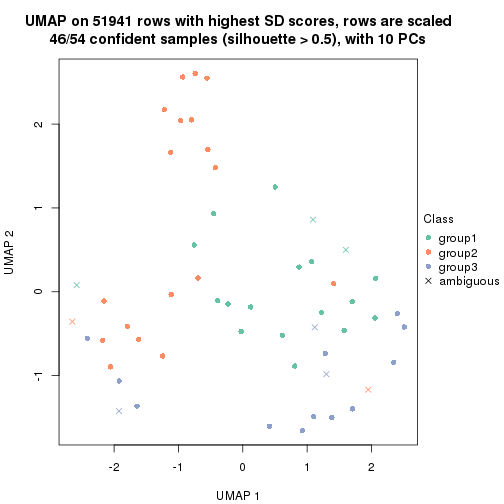 UMAP on 51941 rows with highest SD scores, rows are scaled
46/54 confident samples (silhouette > 0.5), with 10 PCs
2
1
0
-1
UMAP 2
-2
-1
0
1
2
UMAP 1
Class
group1
group2
group3
ambiguous